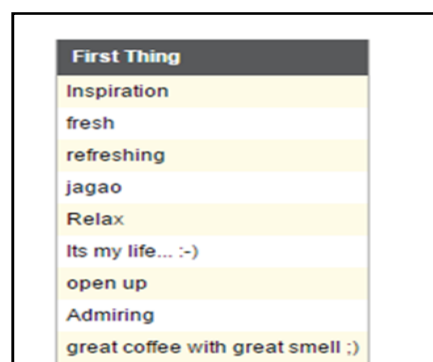 First Thing
Inspiration
fresh
refreshing
jagao
Relax
Its my life... :-)
open up
Admiring
great coffee with great smell ;)